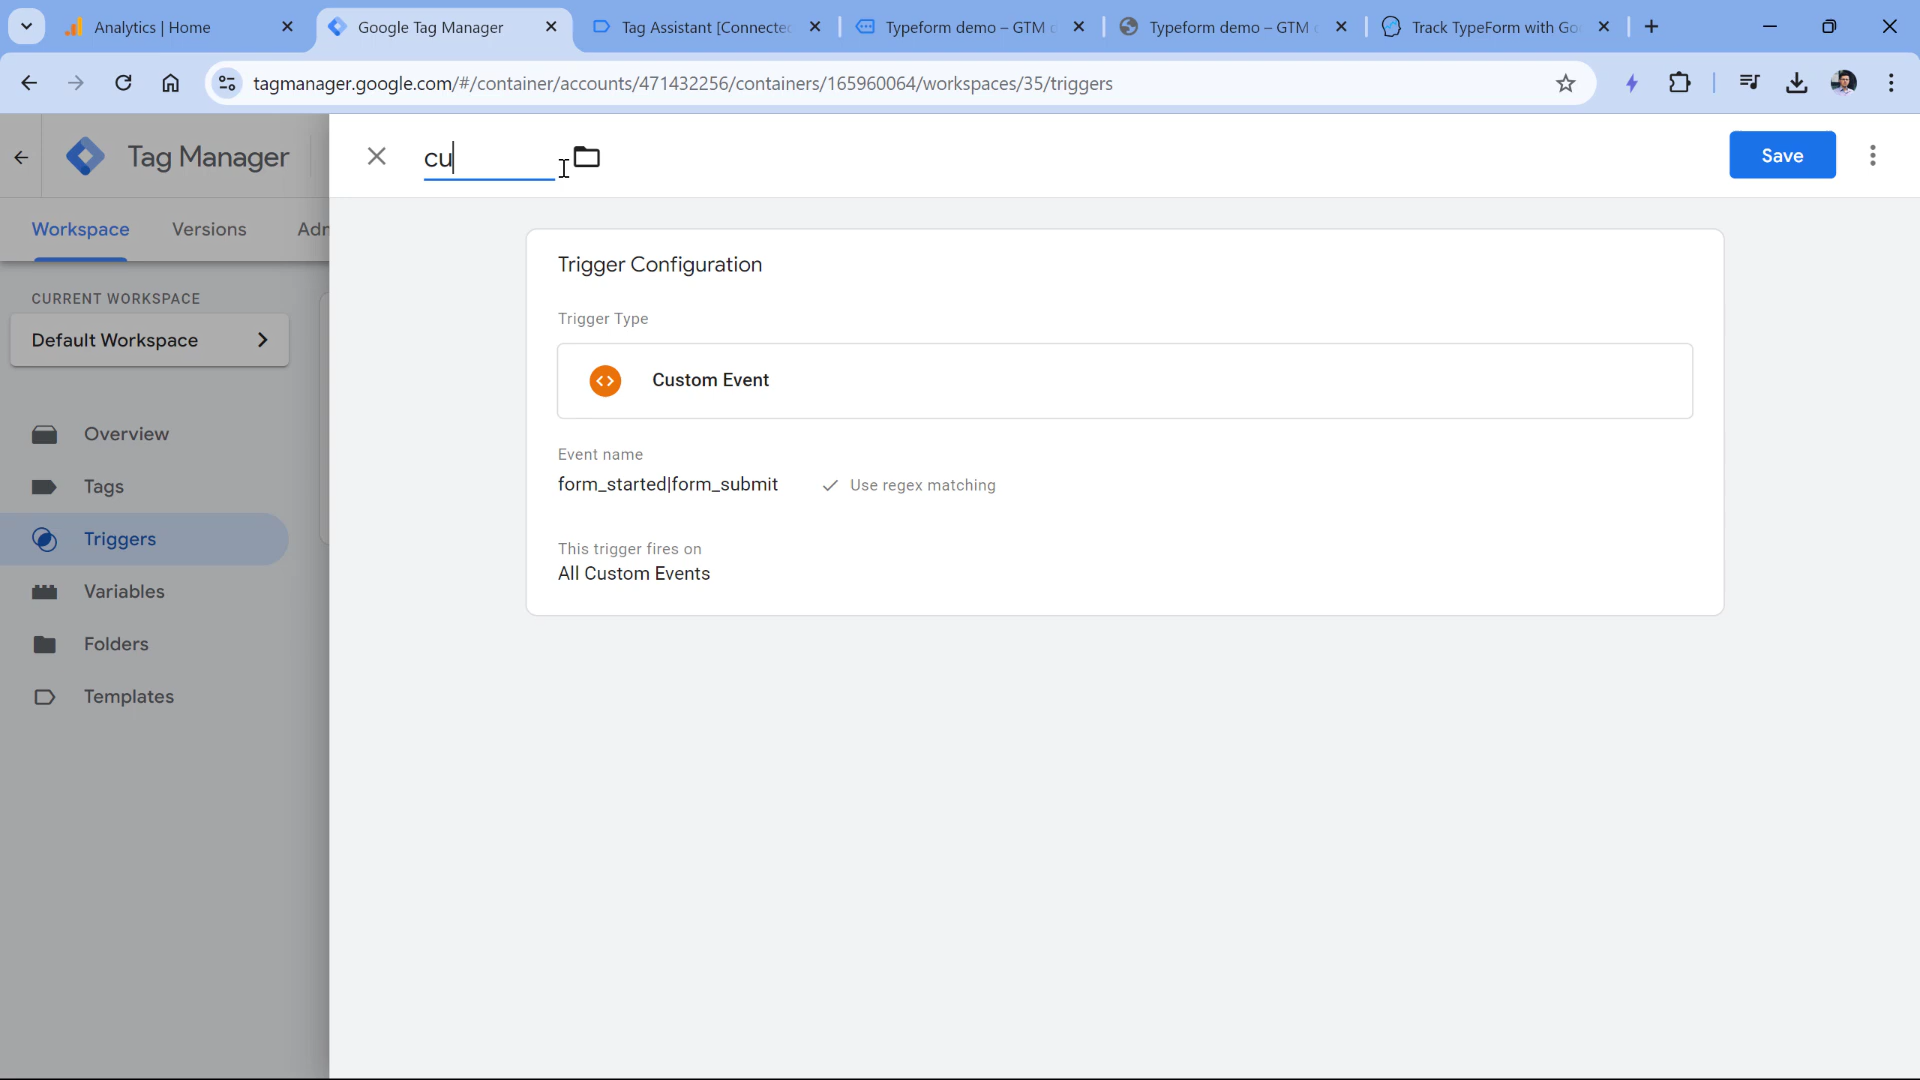 Analytics | Home
Google Tag Manager
Tag Assistant [Connecte
Typeform demo – GTM
Typeform demo – GTM
Track TypeForm with Go
tagmanager.google.com/#/container/accounts/471432256/containers/165960064/workspaces/35/triggers
Tag Manager
cu
Save
Workspace
Versions
Adr
Trigger Configuration
CURRENT WORKSPACE
Trigger Type
Default Workspace
Custom Event
Overview
Event name
form_started|form_submit
Use regex matching
Tags
Triggers
This trigger fires on
All Custom Events
Variables
Folders
Templates